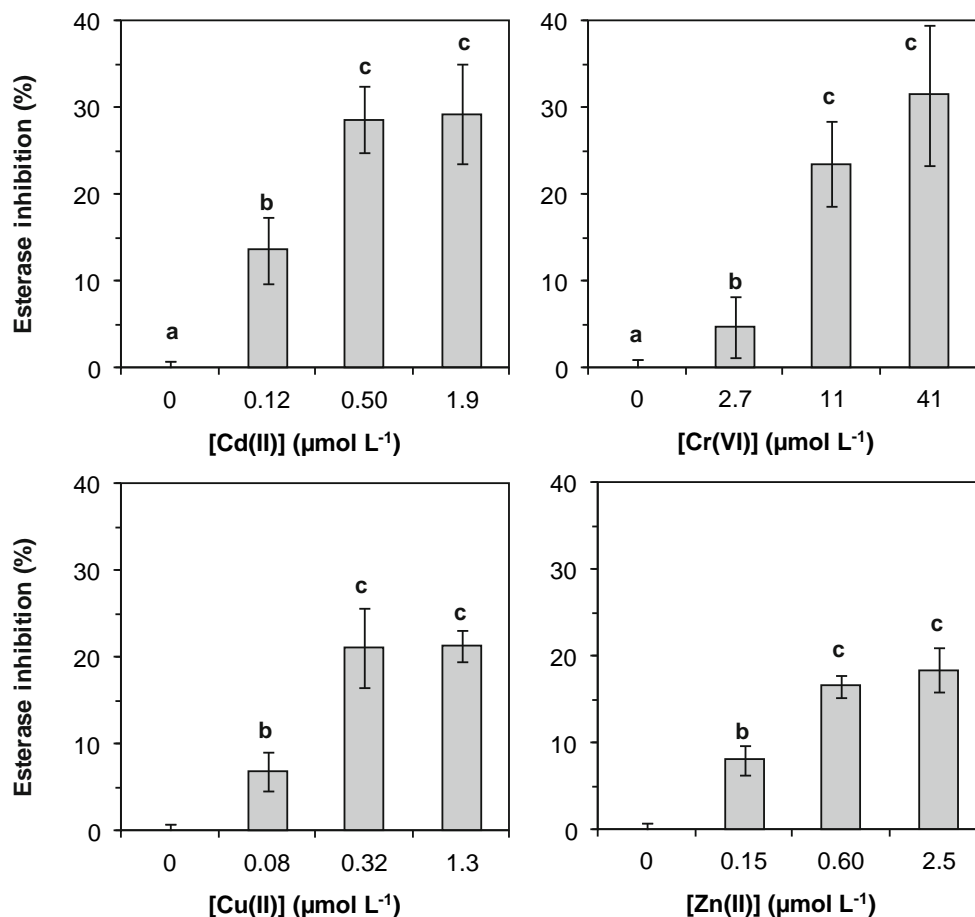 40
30
20
10
0
Esterase inhibition (%)
a
b
c
c
0 0.12 0.50 1.9
[Cd(II)] (µmol L⁻¹)
40
30
20
10
0
a
b
c
c
0 2.7 11 41
[Cr(VI)] (µmol L⁻¹)
40
30
20
10
0
Esterase inhibition (%)
b
c
c
0 0.08 0.32 1.3
[Cu(II)] (µmol L⁻¹)
40
30
20
10
0
b
c
c
0 0.15 0.60 2.5
[Zn(II)] (µmol L⁻¹)